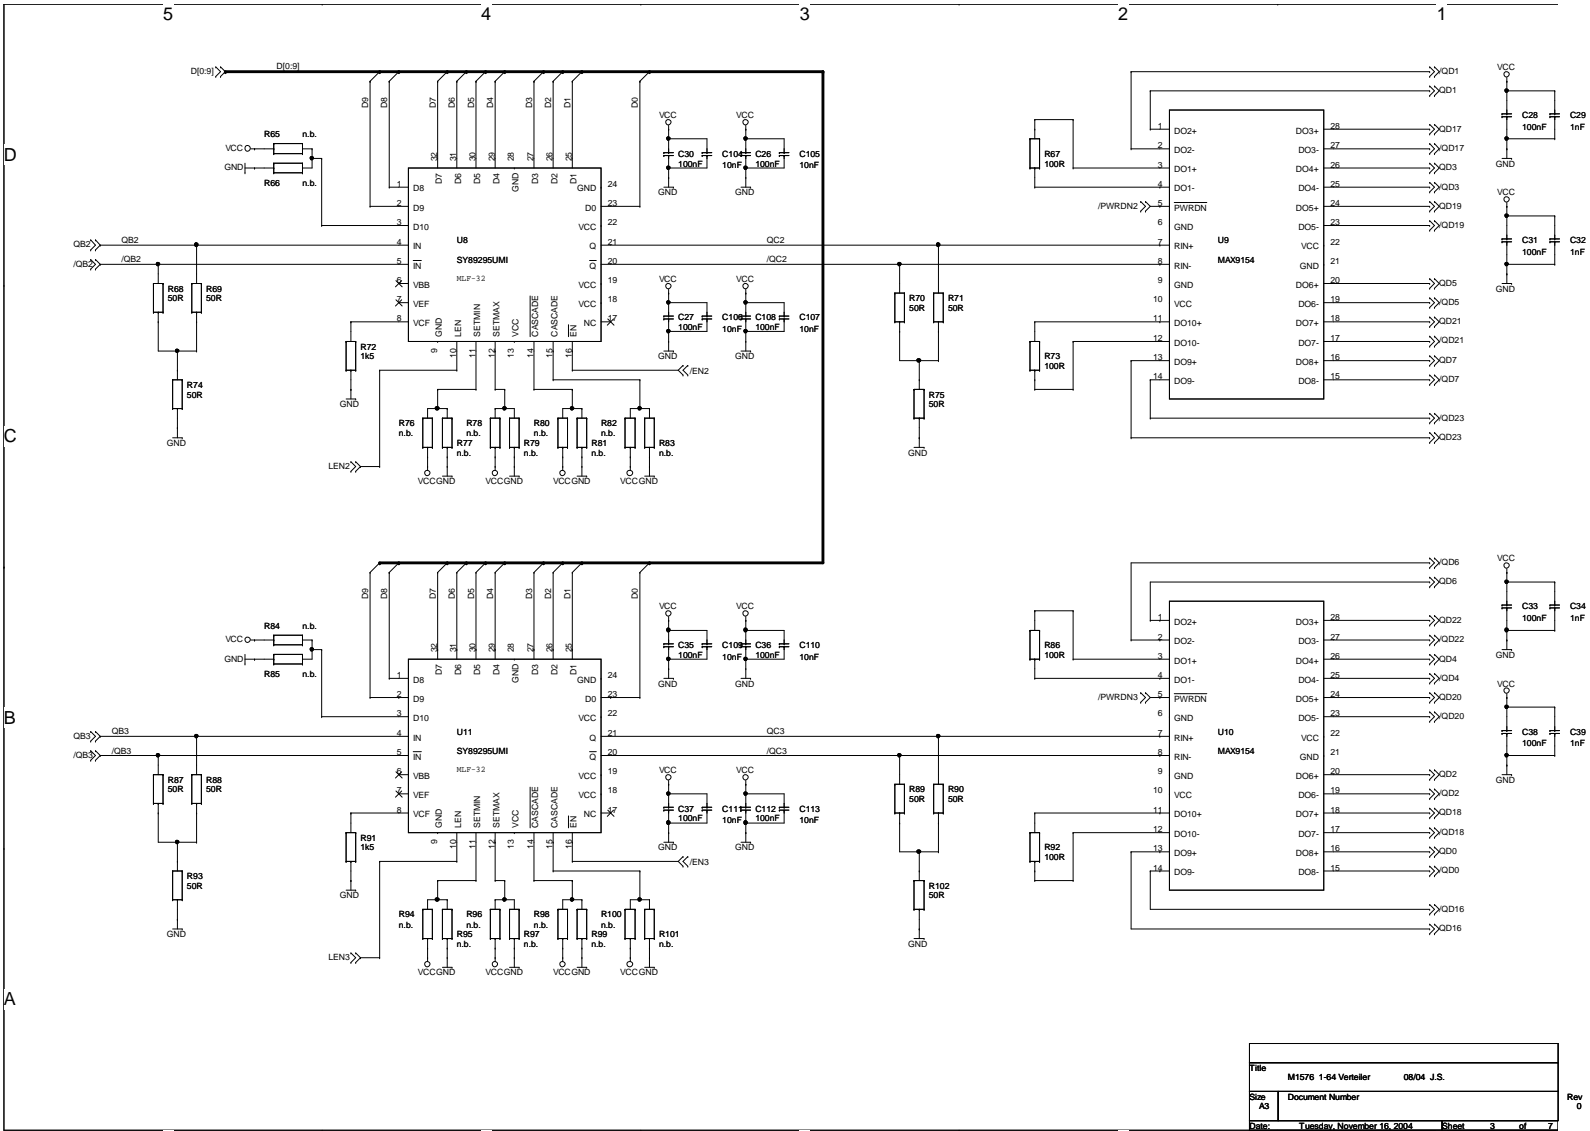 5 4 3 2 1
D
C
B
A
D[0:9] D[0:9]
D9 D8 D7 D6 D5 D4 D3 D2 D1 D0
R65 n.b.
VCC
GND
R66 n.b.
32 31 30 29 28 27 26 25
D7 D6 D5 D4 GND D3 D2 D1
1 D8
2 D9
3 D10
4 IN
5 IN
6 VBB
7 VEF
8 VCF
GND 24
D0 23
VCC 22
Q 21
Q 20
VCC 19
VCC 18
NC 17
U8
SY89295UMI
MLF-32
GND LEN SETMIN SETMAX VCC CASCADE CASCADE EN
9 10 11 12 13 14 15 16
QB2 QB2
/QB2 /QB2
R68 50R
R69 50R
R74 50R
GND
R72 1k5
GND
LEN2
/EN2
R76 n.b.
R77 n.b.
R78 n.b.
R79 n.b.
R80 n.b.
R81 n.b.
R82 n.b.
R83 n.b.
VCC GND VCC GND VCC GND VCC GND
VCC VCC
C30 100nF
C104 10nF
C26 100nF
C105 10nF
GND GND
VCC VCC
C27 100nF
C106 10nF
C108 100nF
C107 10nF
GND GND
QC2
/QC2
R70 50R
R71 50R
R75 50R
GND
R67 100R
/PWRDN2
R73 100R
U9
MAX9154
1 DO2+
2 DO2-
3 DO1+
4 DO1-
5 PWRDN
6 GND
7 RIN+
8 RIN-
9 GND
10 VCC
11 DO10+
12 DO10-
13 DO9+
14 DO9-
DO3+ 28
DO3- 27
DO4+ 26
DO4- 25
DO5+ 24
DO5- 23
VCC 22
GND 21
DO6+ 20
DO6- 19
DO7+ 18
DO7- 17
DO8+ 16
DO8- 15
/QD1
QD1
QD17
/QD17
QD3
/QD3
QD19
/QD19
QD5
/QD5
QD21
/QD21
QD7
/QD7
/QD23
QD23
VCC
C28 100nF
C29 1nF
GND
VCC
C31 100nF
C32 1nF
GND
D9 D8 D7 D6 D5 D4 D3 D2 D1 D0
R84 n.b.
VCC
GND
R85 n.b.
32 31 30 29 28 27 26 25
D7 D6 D5 D4 GND D3 D2 D1
1 D8
2 D9
3 D10
4 IN
5 IN
6 VBB
7 VEF
8 VCF
GND 24
D0 23
VCC 22
Q 21
Q 20
VCC 19
VCC 18
NC 17
U11
SY89295UMI
MLF-32
GND LEN SETMIN SETMAX VCC CASCADE CASCADE EN
9 10 11 12 13 14 15 16
QB3 QB3
/QB3 /QB3
R87 50R
R88 50R
R93 50R
GND
R91 1k5
GND
LEN3
/EN3
R94 n.b.
R95 n.b.
R96 n.b.
R97 n.b.
R98 n.b.
R99 n.b.
R100 n.b.
R101 n.b.
VCC GND VCC GND VCC GND VCC GND
VCC VCC
C35 100nF
C109 10nF
C36 100nF
C110 10nF
GND GND
VCC VCC
C37 100nF
C111 10nF
C112 100nF
C113 10nF
GND GND
QC3
/QC3
R89 50R
R90 50R
R102 50R
GND
R86 100R
/PWRDN3
R92 100R
U10
MAX9154
1 DO2+
2 DO2-
3 DO1+
4 DO1-
5 PWRDN
6 GND
7 RIN+
8 RIN-
9 GND
10 VCC
11 DO10+
12 DO10-
13 DO9+
14 DO9-
DO3+ 28
DO3- 27
DO4+ 26
DO4- 25
DO5+ 24
DO5- 23
VCC 22
GND 21
DO6+ 20
DO6- 19
DO7+ 18
DO7- 17
DO8+ 16
DO8- 15
/QD6
QD6
QD22
/QD22
QD4
/QD4
QD20
/QD20
QD2
/QD2
QD18
/QD18
QD0
/QD0
/QD16
QD16
VCC
C33 100nF
C34 1nF
GND
VCC
C38 100nF
C39 1nF
GND
Title
M1576 1-64 Verteiler 08/04 J.S.
Size Document Number Rev
A3 0
Date: Tuesday, November 16, 2004 Sheet 3 of 7